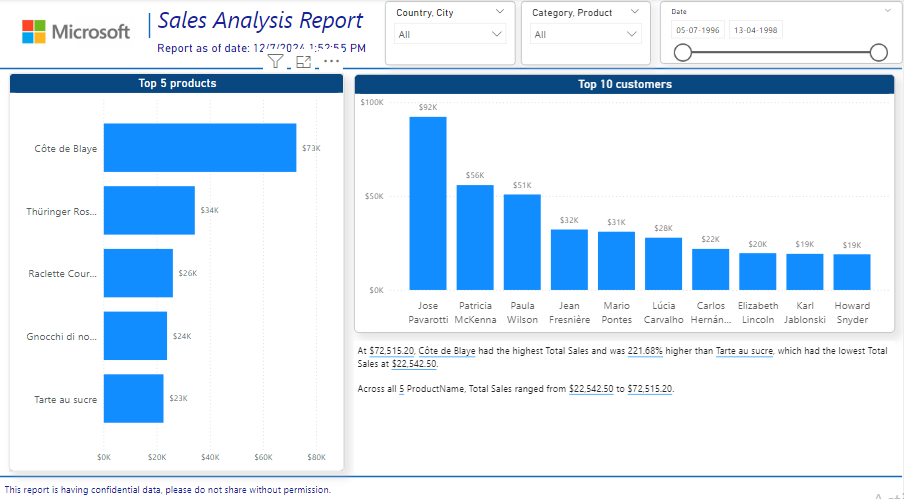 Microsoft
Sales Analysis Report
Report as of date: 12/7/2024 1:52:55 PM
Country, City
All
Category, Product
All
Date
05-07-1996
13-04-1998
Top 5 products
Côte de Blaye
$73K
Thüringer Ros...
$34K
Raclette Cour...
$26K
Gnocchi di no...
$24K
Tarte au sucre
$23K
$0K $20K $40K $60K $80K
Top 10 customers
$100K
$50K
$0K
$92K
$56K
$51K
$32K
$31K
$28K
$22K
$20K
$19K
$19K
Jose Pavarotti
Patricia McKenna
Paula Wilson
Jean Fresnière
Mario Pontes
Lúcia Carvalho
Carlos Hernán...
Elizabeth Lincoln
Karl Jablonski
Howard Snyder
At $72,515.20, Côte de Blaye had the highest Total Sales and was 221.68% higher than Tarte au sucre, which had the lowest Total
Sales at $22,542.50.
Across all 5 ProductName, Total Sales ranged from $22,542.50 to $72,515.20.
This report is having confidential data, please do not share without permission.